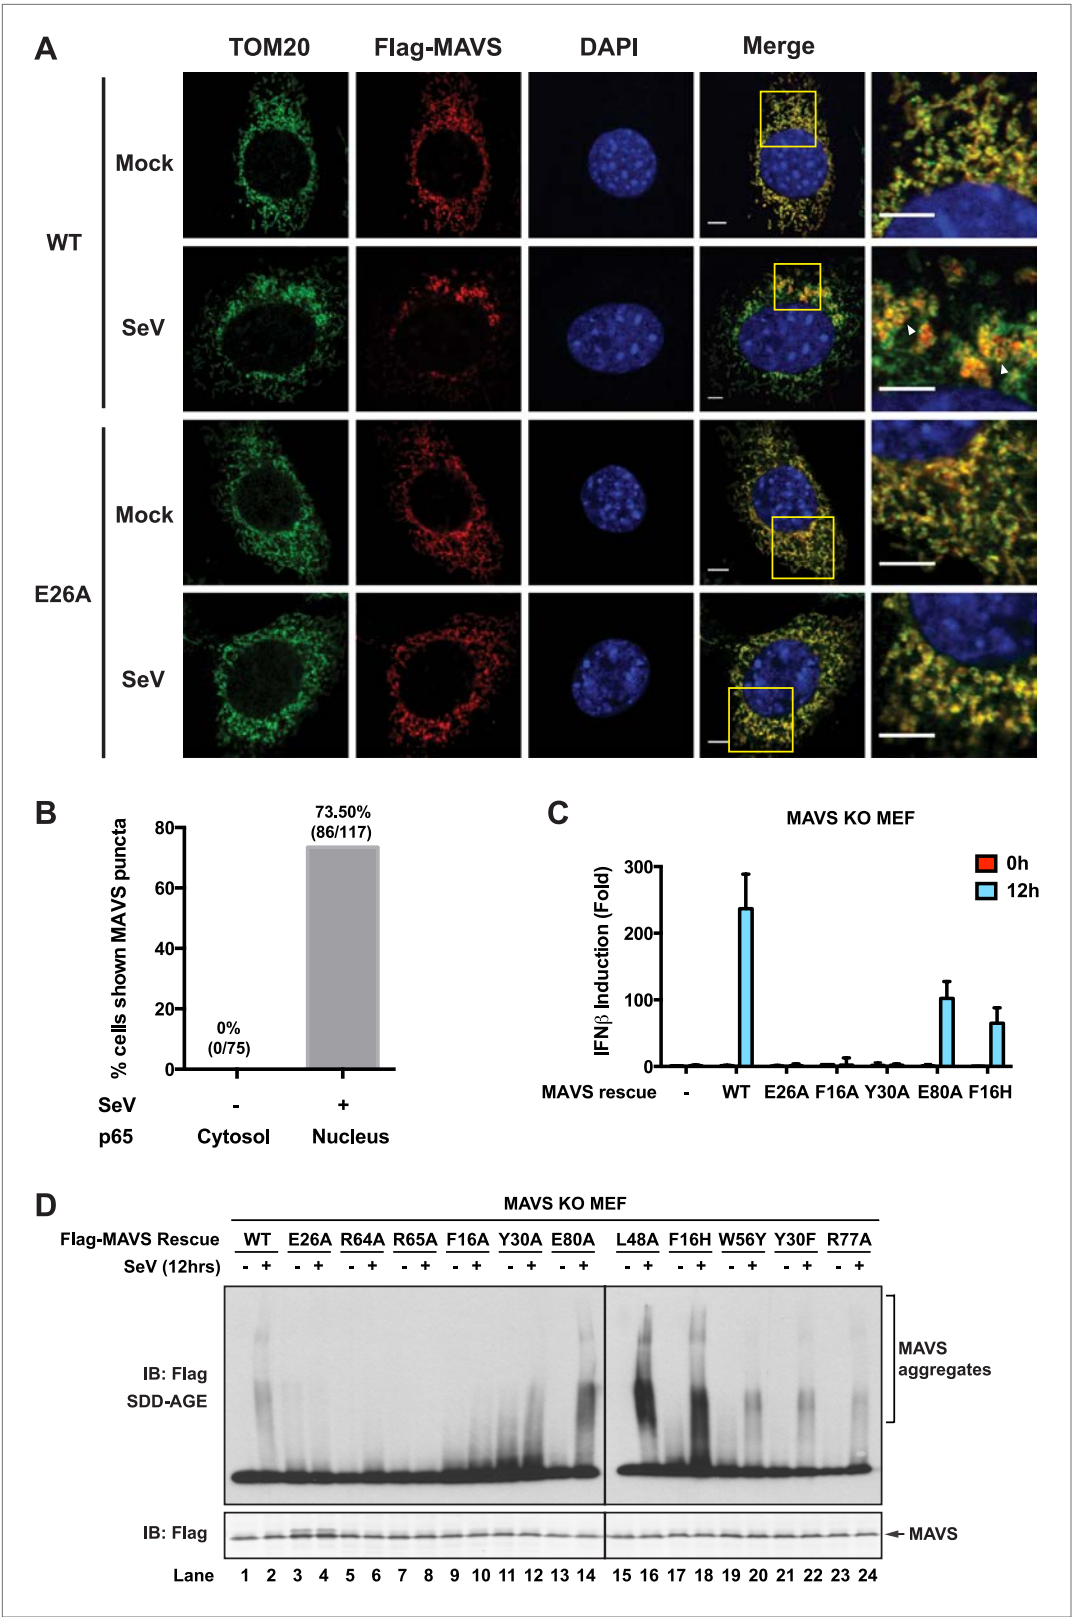 A
TOM20 Flag-MAVS DAPI Merge
Mock
WT
SeV
Mock
E26A
SeV
B
% cells shown MAVS puncta
80
60
40
20
0
0%
(0/75)
73.50%
(86/117)
SeV - +
p65 Cytosol Nucleus
C
MAVS KO MEF
0h
12h
IFNβ Induction (Fold)
300
200
100
0
MAVS rescue - WT E26A F16A Y30A E80A F16H
D
MAVS KO MEF
Flag-MAVS Rescue WT E26A R64A R65A F16A Y30A E80A L48A F16H W56Y Y30F R77A
SeV (12hrs) - + - + - + - + - + - + - + - + - + - + - + - +
IB: Flag
SDD-AGE
MAVS
aggregates
IB: Flag
MAVS
Lane 1 2 3 4 5 6 7 8 9 10 11 12 13 14 15 16 17 18 19 20 21 22 23 24